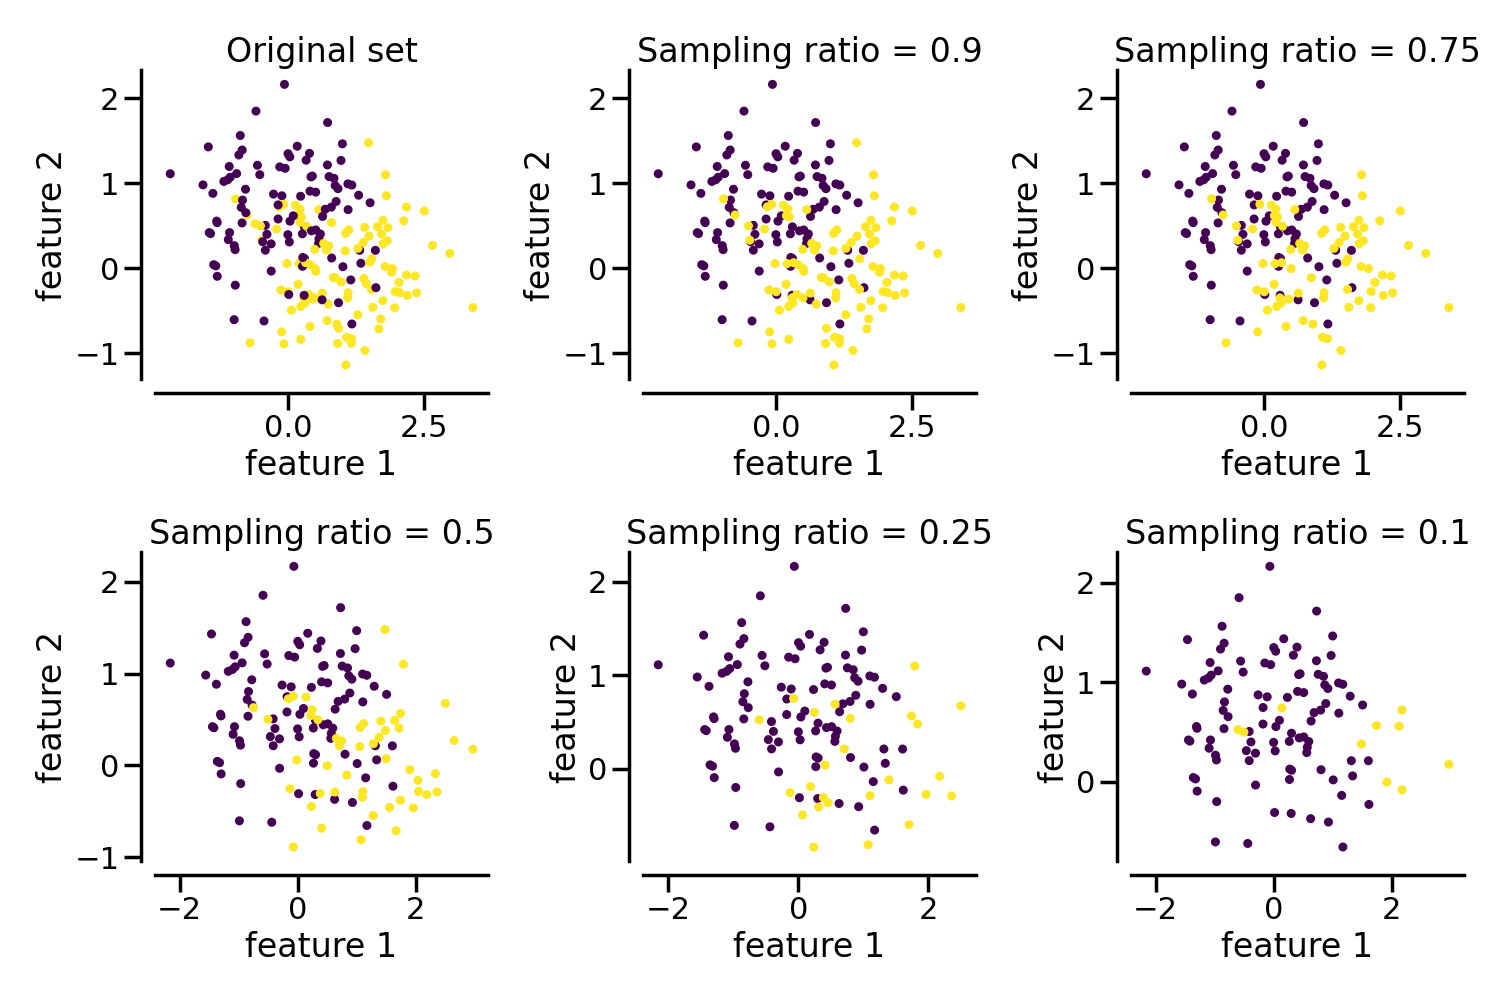 Original set
Sampling ratio = 0.9
Sampling ratio = 0.75
2
1
0
−1
feature 2
0.0
2.5
feature 1
2
1
0
−1
feature 2
0.0
2.5
feature 1
2
1
0
−1
feature 2
0.0
2.5
feature 1
Sampling ratio = 0.5
Sampling ratio = 0.25
Sampling ratio = 0.1
2
1
0
−1
feature 2
−2
0
2
feature 1
2
1
0
feature 2
−2
0
2
feature 1
2
1
0
feature 2
−2
0
2
feature 1